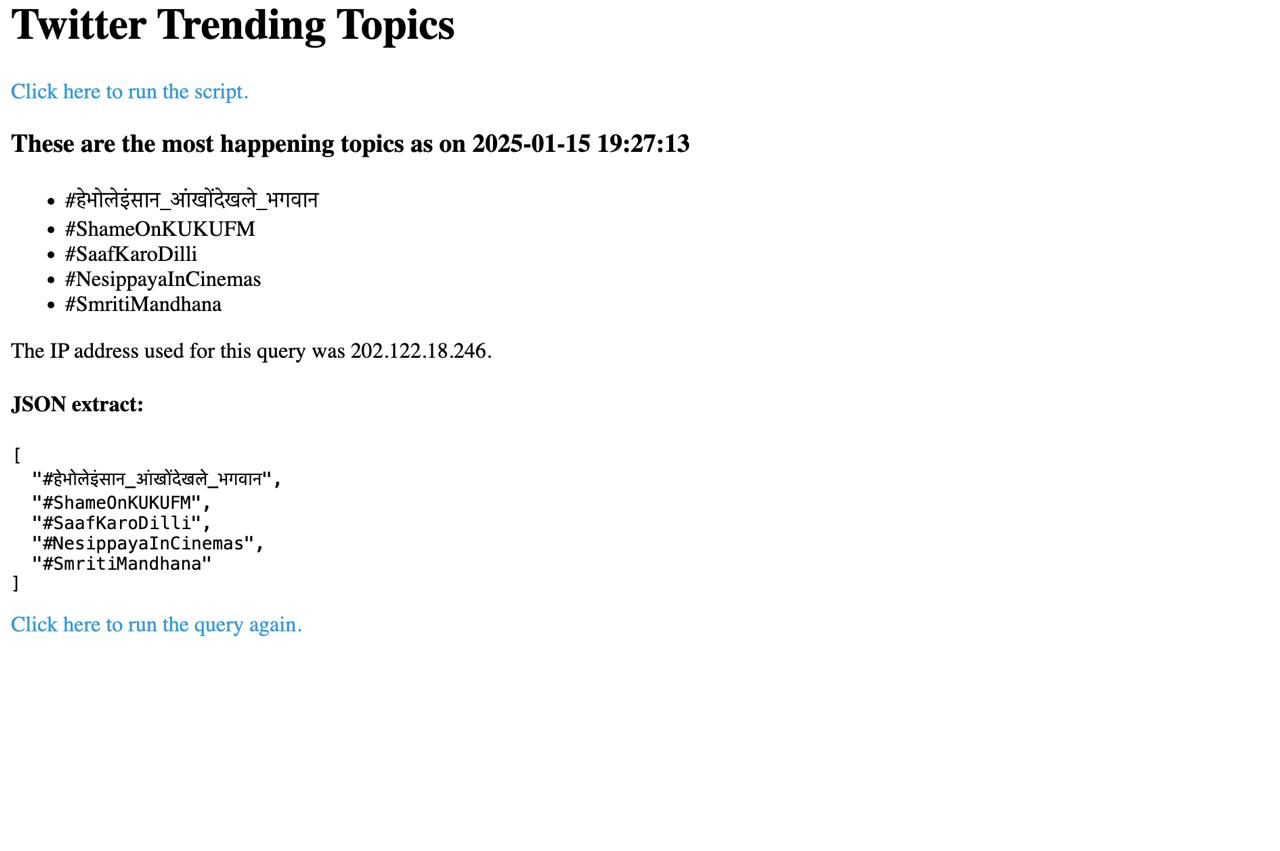 Twitter Trending Topics
Click here to run the script.
These are the most happening topics as on 2025-01-15 19:27:13
• #हेभोलेइंसान_आंखोंदेखले_भगवान
• #ShameOnKUKUFM
• #SaafKaroDilli
• #NesippayaInCinemas
• #SmritiMandhana
The IP address used for this query was 202.122.18.246.
JSON extract:
[
  "#हेभोलेइंसान_आंखोंदेखले_भगवान",
  "#ShameOnKUKUFM",
  "#SaafKaroDilli",
  "#NesippayaInCinemas",
  "#SmritiMandhana"
]
Click here to run the query again.